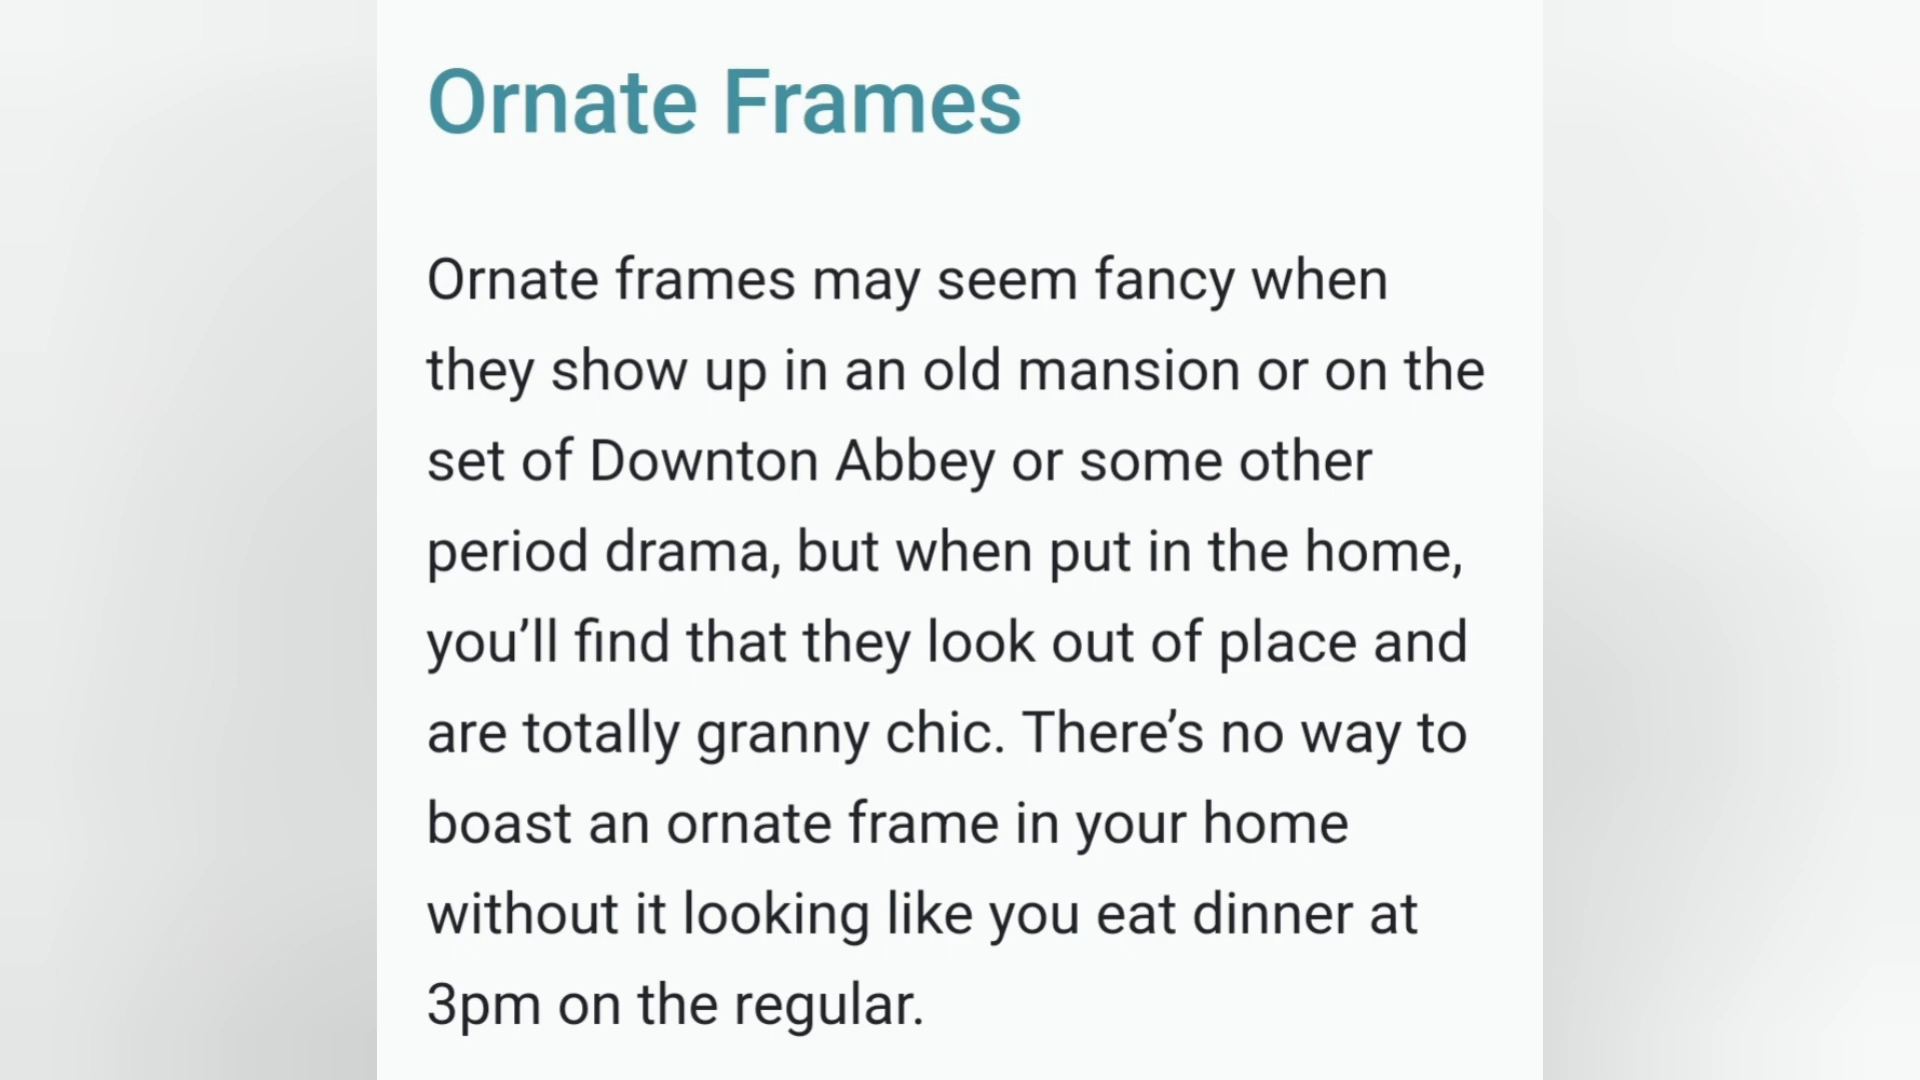 Ornate Frames
Ornate frames may seem fancy when
they show up in an old mansion or on the
set of Downton Abbey or some other
period drama, but when put in the home,
you’ll find that they look out of place and
are totally granny chic. There’s no way to
boast an ornate frame in your home
without it looking like you eat dinner at
3pm on the regular.